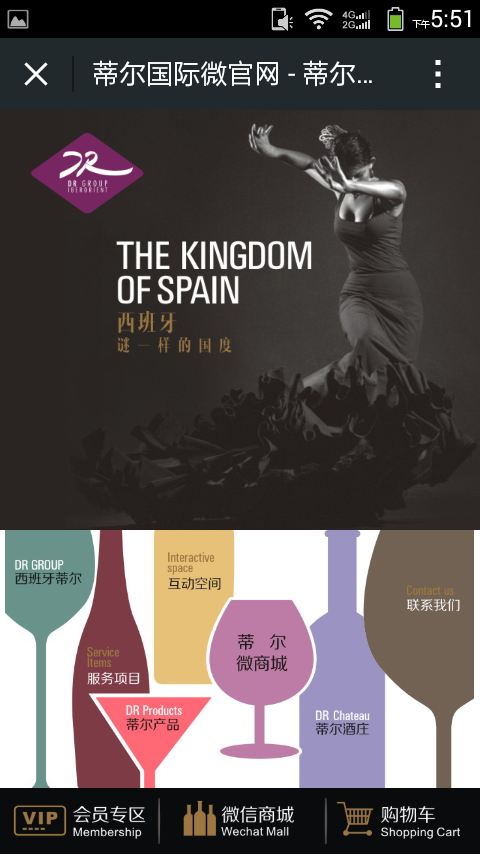 4G
2G
下午5:51
蒂尔国际微官网 - 蒂尔...
DR
DR GROUP
IBERORIENT
THE KINGDOM
OF SPAIN
西班牙
谜一样的国度
DR GROUP
西班牙蒂尔
Interactive
space
互动空间
Contact us
联系我们
蒂 尔
微商城
Service
Items
服务项目
DR Products
蒂尔产品
DR Chateau
蒂尔酒庄
VIP
会员专区
Membership
微信商城
Wechat Mall
购物车
Shopping Cart